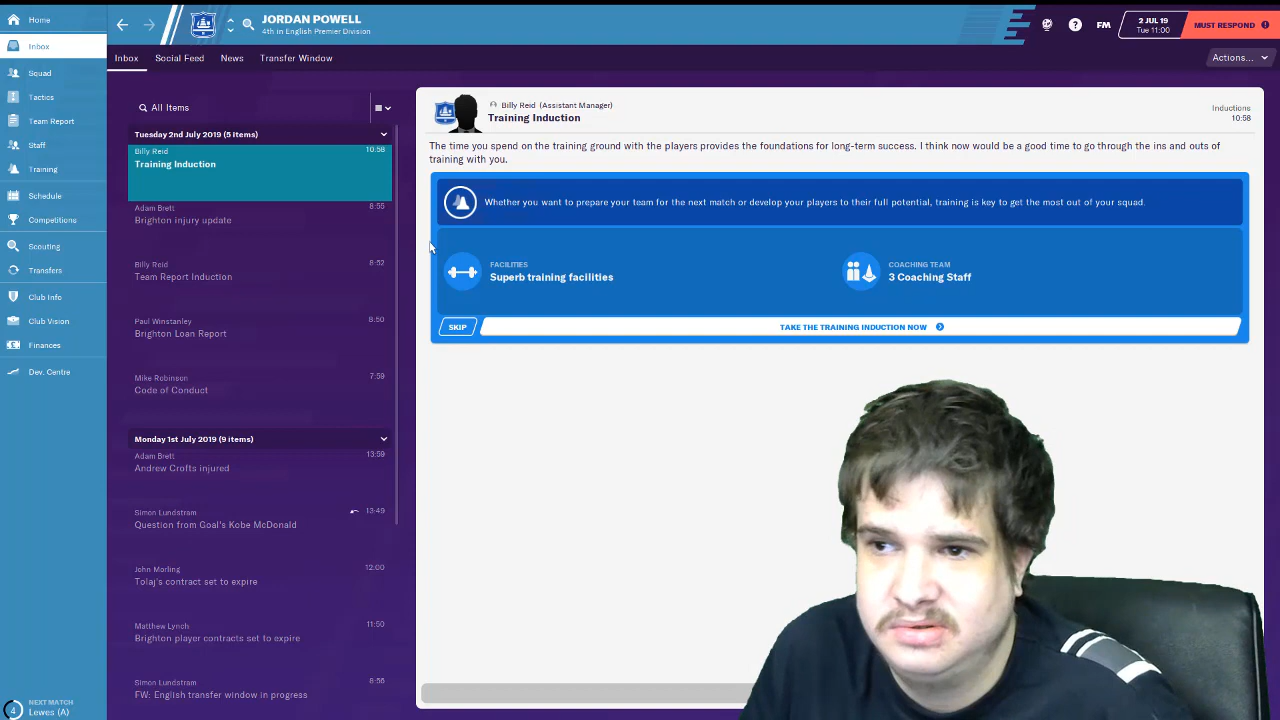 Home
JORDAN POWELL
4th in English Premier Division
FM
2 JUL 19
Tue 11:00
MUST RESPOND
Inbox
Squad
Tactics
Team Report
Staff
Training
Schedule
Competitions
Scouting
Transfers
Club Info
Club Vision
Finances
Dev. Centre
NEXT MATCH
4
Lewes (A)
Inbox Social Feed News Transfer Window
Actions...
All Items
Tuesday 2nd July 2019 (5 items)
Billy Reid 10:58
Training Induction
Adam Brett 8:55
Brighton injury update
Billy Reid 8:52
Team Report Induction
Paul Winstanley 8:50
Brighton Loan Report
Mike Robinson 7:59
Code of Conduct
Monday 1st July 2019 (9 items)
Adam Brett 13:59
Andrew Crofts injured
Simon Lundstram 13:49
Question from Goal's Kobe McDonald
John Morling 12:00
Tolaj's contract set to expire
Matthew Lynch 11:50
Brighton player contracts set to expire
Simon Lundstram 8:56
FW: English transfer window in progress
Billy Reid (Assistant Manager)
Training Induction
Inductions
10:58
The time you spend on the training ground with the players provides the foundations for long-term success. I think now would be a good time to go through the ins and outs of
training with you.
Whether you want to prepare your team for the next match or develop your players to their full potential, training is key to get the most out of your squad.
FACILITIES
Superb training facilities
COACHING TEAM
3 Coaching Staff
SKIP
TAKE THE TRAINING INDUCTION NOW